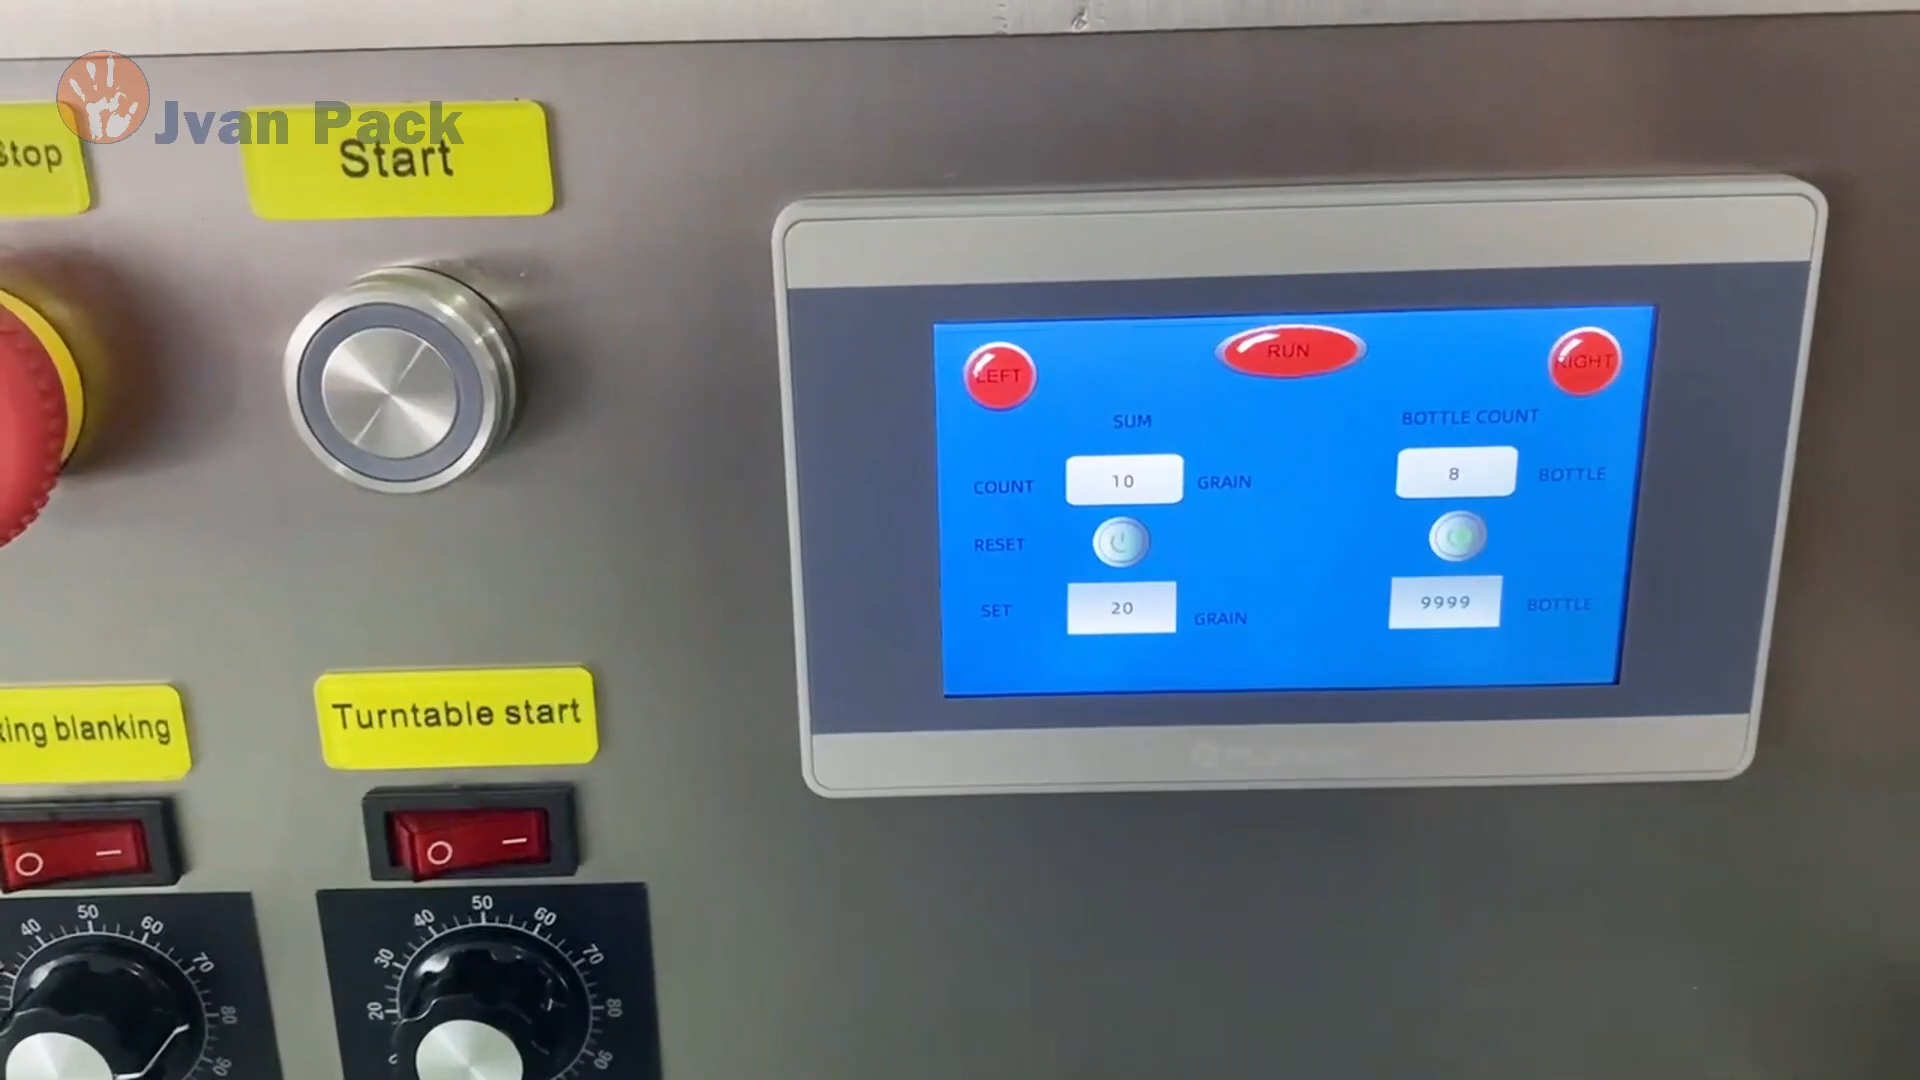 Jvan Pack
Stop
Start
LEFT
RUN
RIGHT
SUM
BOTTLE COUNT
COUNT 10 GRAIN 8 BOTTLE
RESET
SET 20 GRAIN 9999 BOTTLE
blanking
Turntable start
O –
O –
40 50 60 70 80 90
20 30 40 50 60 70 80 90